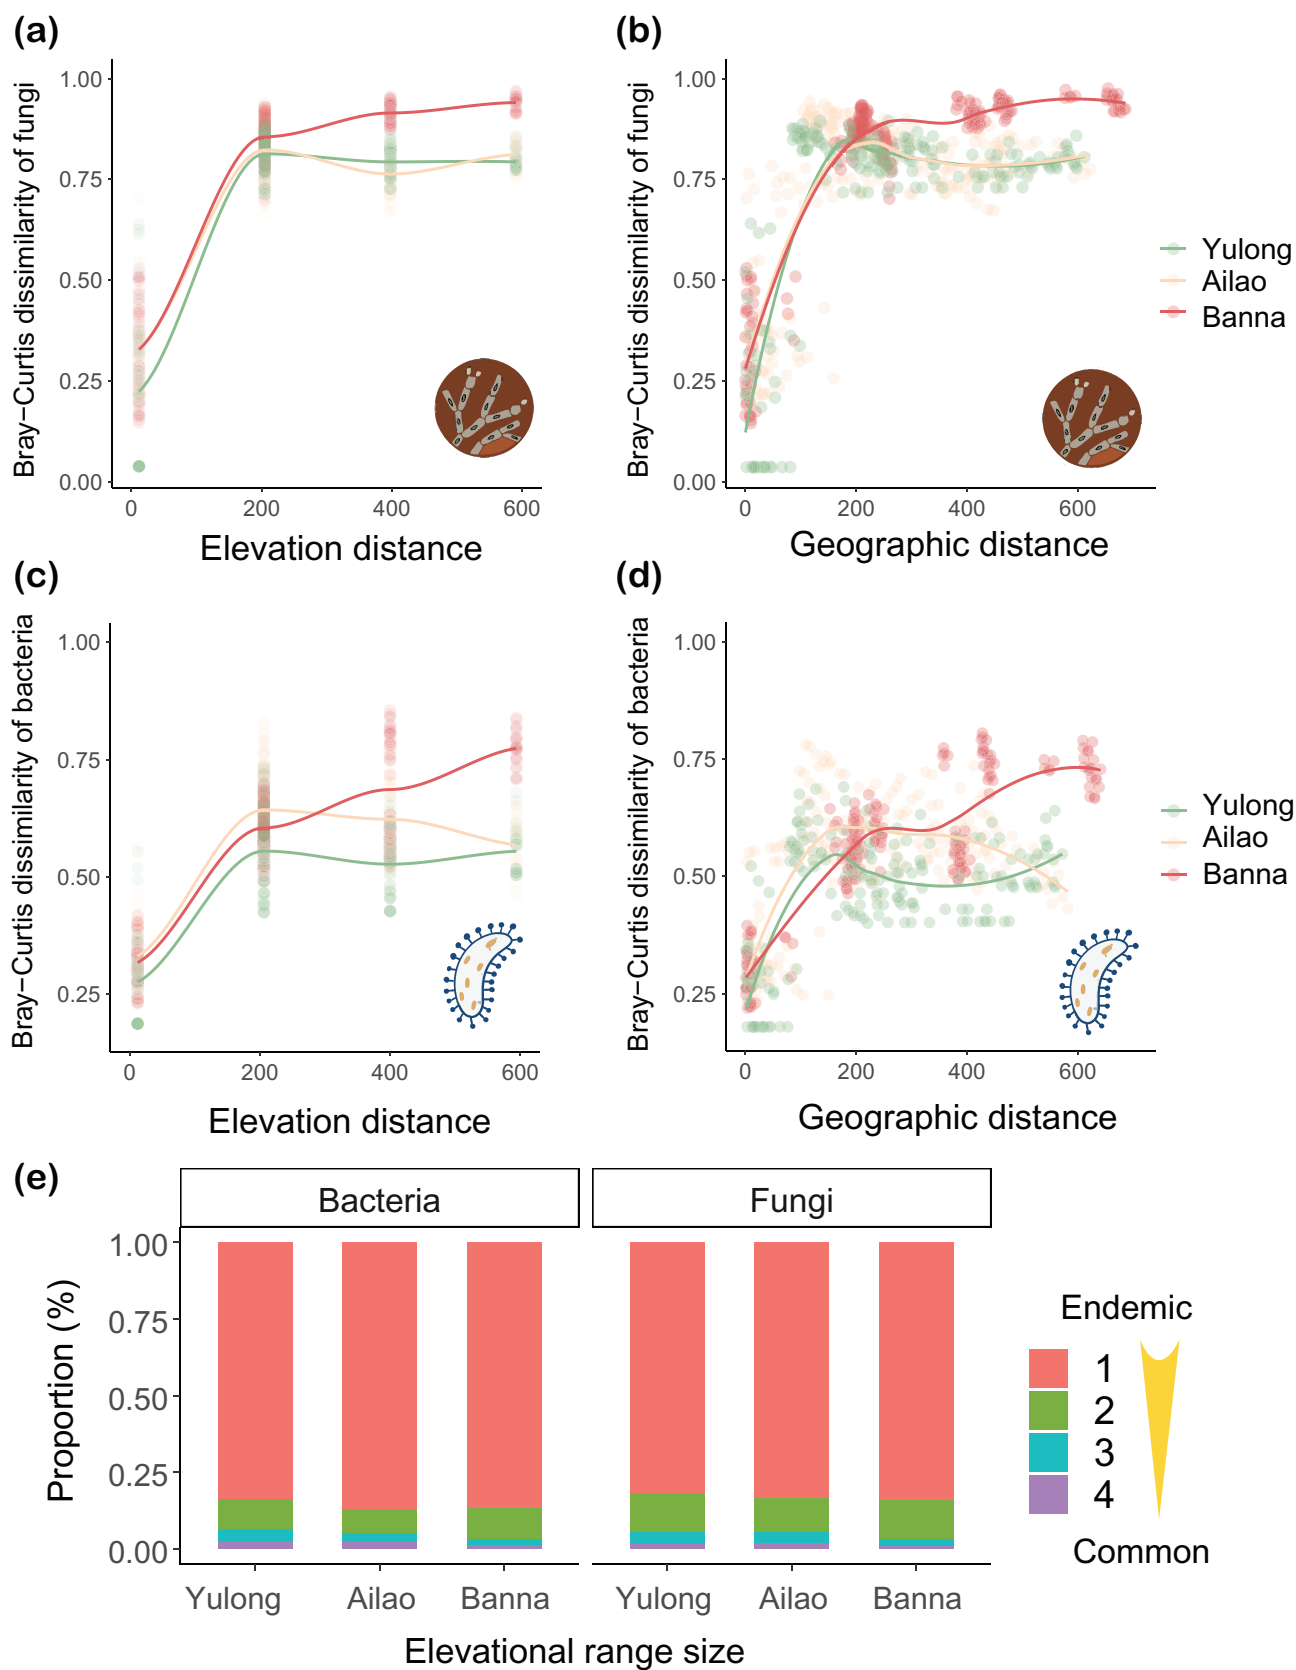 (a)
(b)
Bray−Curtis dissimilarity of fungi
1.00
0.75
0.50
0.25
0.00
0
200
400
600
Elevation distance
Bray−Curtis dissimilarity of fungi
1.00
0.75
0.50
0.25
0.00
0
200
400
600
Geographic distance
Yulong
Ailao
Banna
(c)
(d)
Bray−Curtis dissimilarity of bacteria
1.00
0.75
0.50
0.25
0
200
400
600
Elevation distance
Bray−Curtis dissimilarity of bacteria
1.00
0.75
0.50
0.25
0
200
400
600
Geographic distance
Yulong
Ailao
Banna
(e)
Bacteria
Fungi
Proportion (%)
1.00
0.75
0.50
0.25
0.00
Yulong
Ailao
Banna
Yulong
Ailao
Banna
Elevational range size
Endemic
1
2
3
4
Common